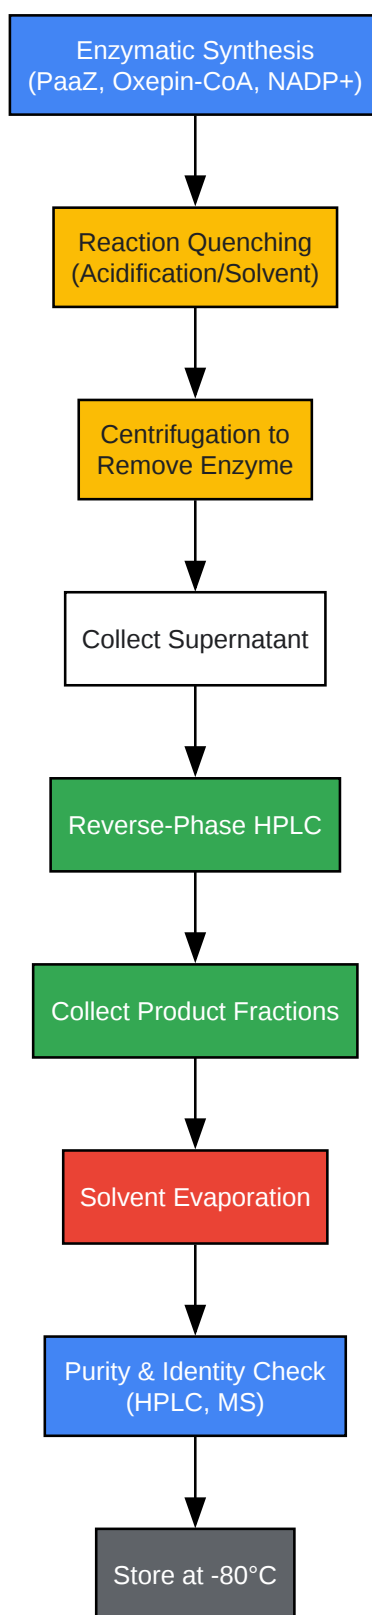 Enzymatic Synthesis
(PaaZ, Oxepin-CoA, NADP+)
Reaction Quenching
(Acidification/Solvent)
Centrifugation to
Remove Enzyme
Collect Supernatant
Reverse-Phase HPLC
Collect Product Fractions
Solvent Evaporation
Purity & Identity Check
(HPLC, MS)
Store at -80°C